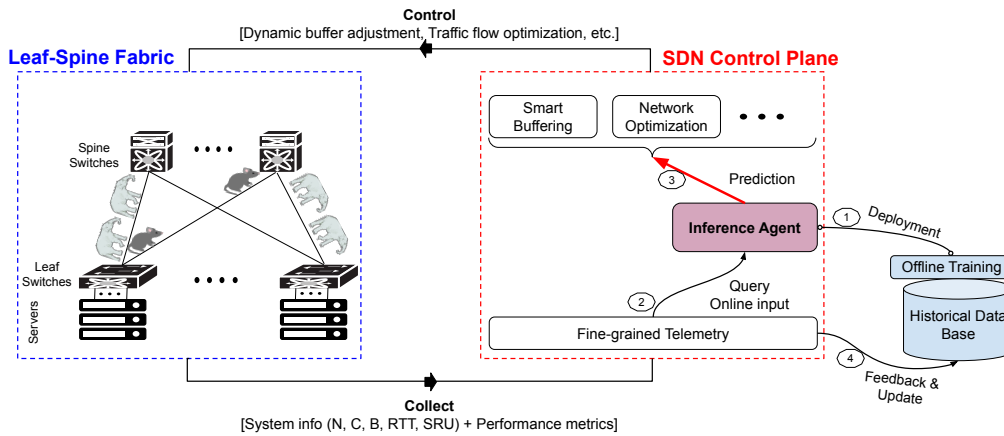 Control
[Dynamic buffer adjustment, Traffic flow optimization, etc.]
Leaf-Spine Fabric
SDN Control Plane
Spine
Switches
Leaf
Switches
Servers
Smart
Buffering
Network
Optimization
3
Prediction
Inference Agent
1
Deployment
Offline Training
Historical Data
Base
2
Query
Online input
Fine-grained Telemetry
4
Feedback &
Update
Collect
[System info (N, C, B, RTT, SRU) + Performance metrics]